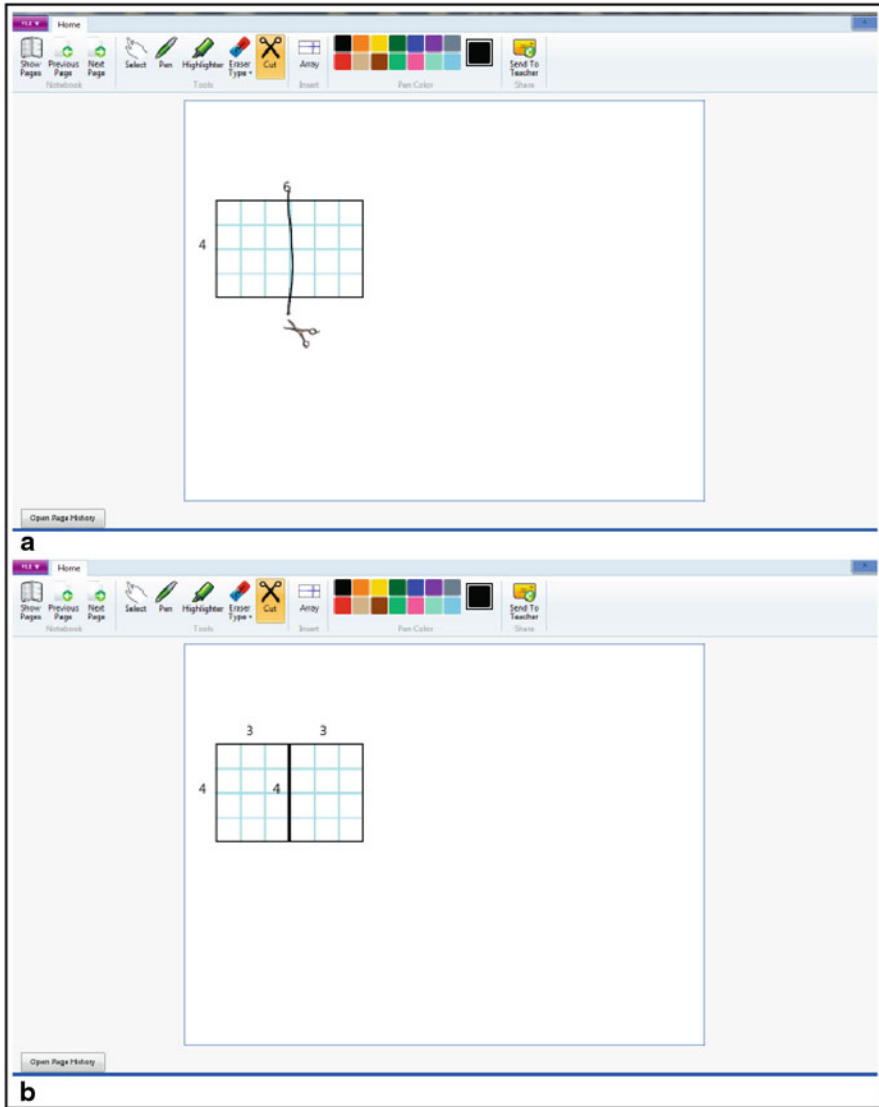 FILE ▼ Home ^
Show Pages Previous Page Next Page Select Pen Highlighter Eraser Type Cut Array Send To Teacher
Notebook Tools Insert Pen Color Share
6
4
Open Page History
a
FILE ▼ Home ^
Show Pages Previous Page Next Page Select Pen Highlighter Eraser Type Cut Array Send To Teacher
Notebook Tools Insert Pen Color Share
3 3
4 4
Open Page History
b